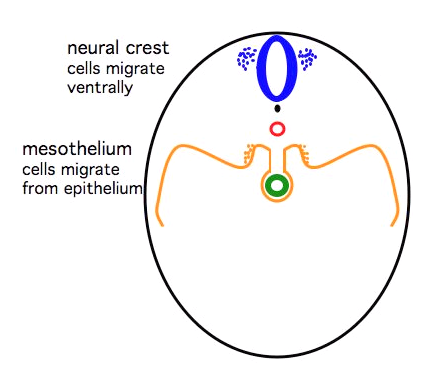 neural crest
cells migrate
ventrally
mesothelium
cells migrate
from epithelium